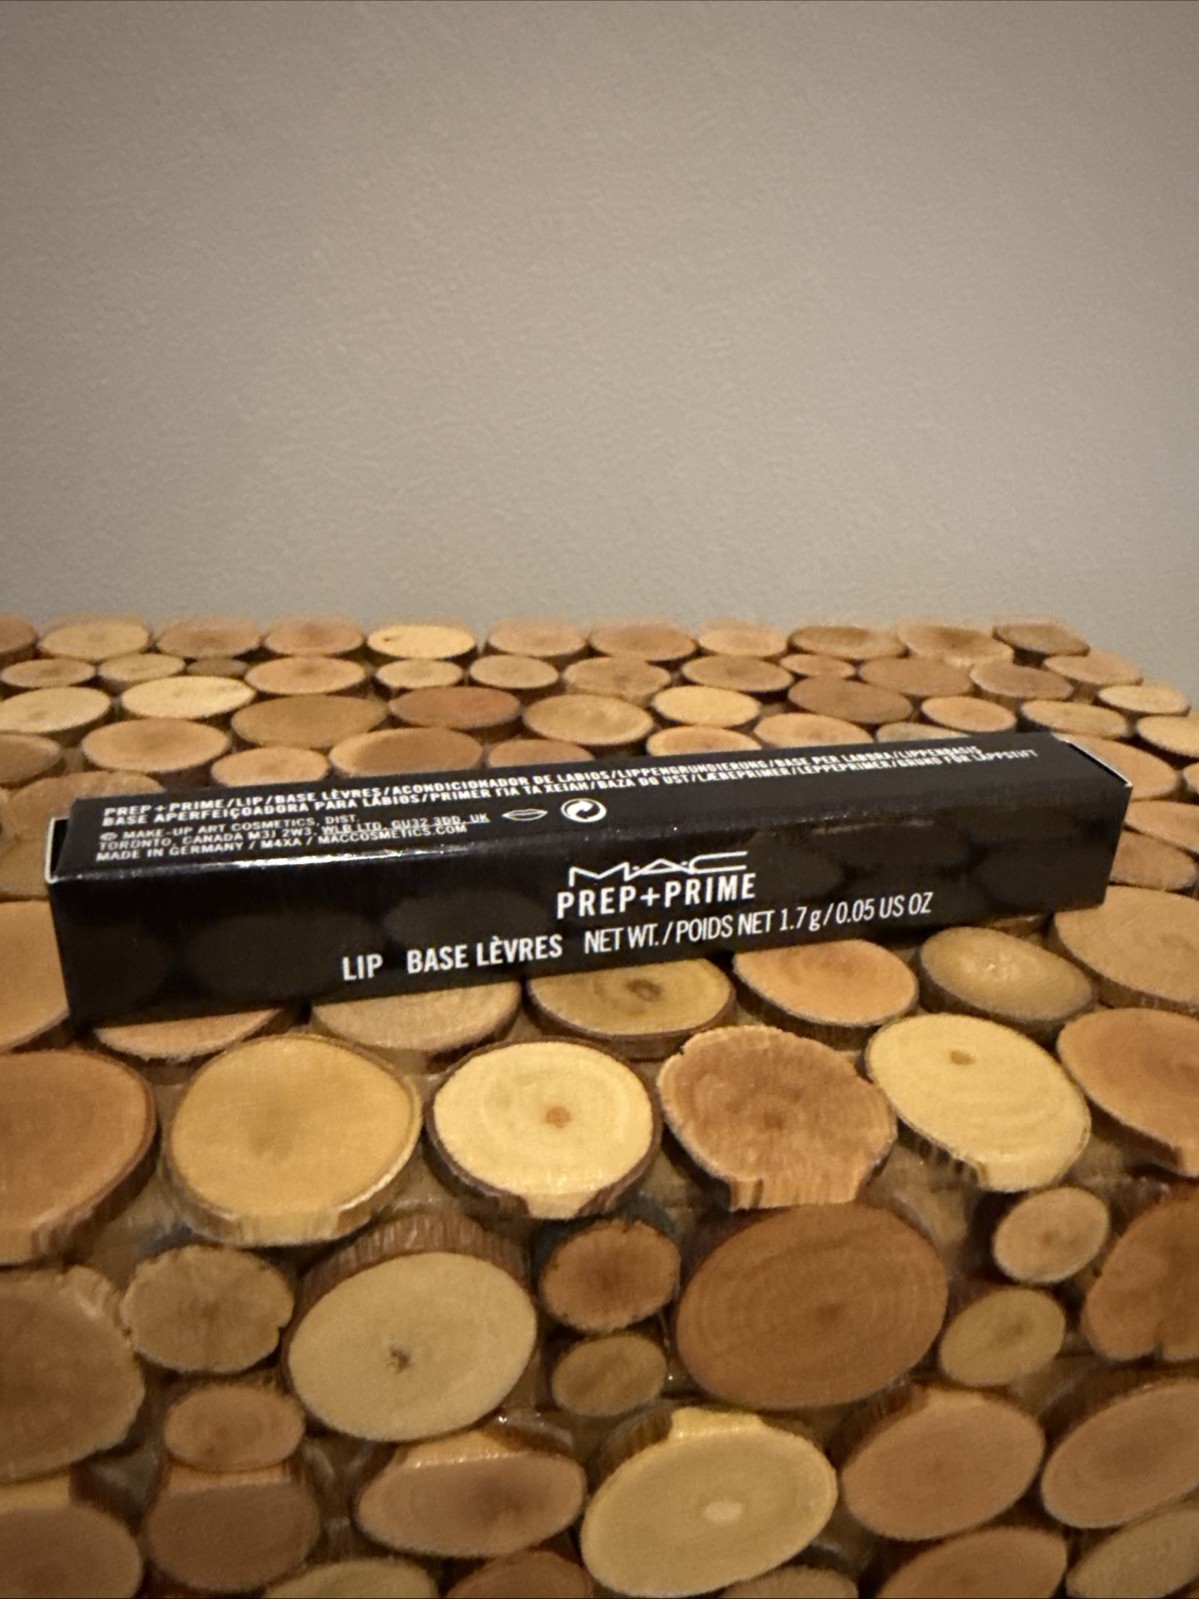 PREP+PRIME/LIP/BASE LÈVRES/ACONDICIONADOR DE LABIOS/LIPPENGRUNDIERUNG/BASE PER LABBRA/LIPPENBASIS
BASE APERFEIÇOADORA PARA LÁBIOS/PRIMER ΓΙΑ ΤΑ ΧΕΙΛΗ/BAZA DO UST/LÆBEPRIMER/LEPPEPRIMER/GRUND FÖR LÄPPSTIFT
© MAKE-UP ART COSMETICS, DIST.
TORONTO, CANADA M3J 2W3, WLB LTD, GU32 3DD, UK
MADE IN GERMANY / M4XA / MACCOSMETICS.COM
MAC
PREP+PRIME
LIP BASE LÈVRES NET WT./POIDS NET 1.7 g/0.05 US OZ